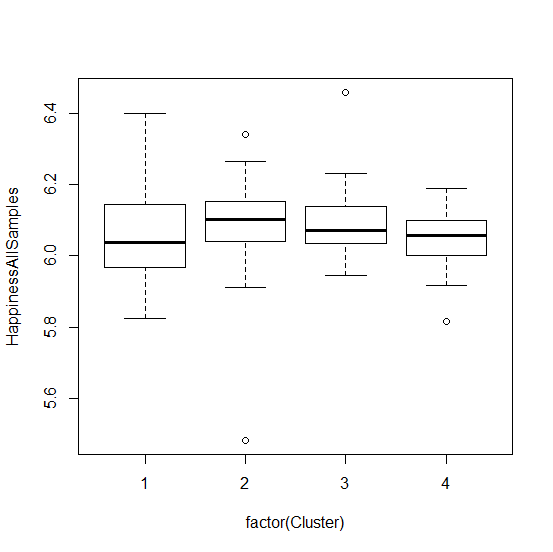 HappinessAllSamples
6.4
6.2
6.0
5.8
5.6
1 2 3 4
factor(Cluster)